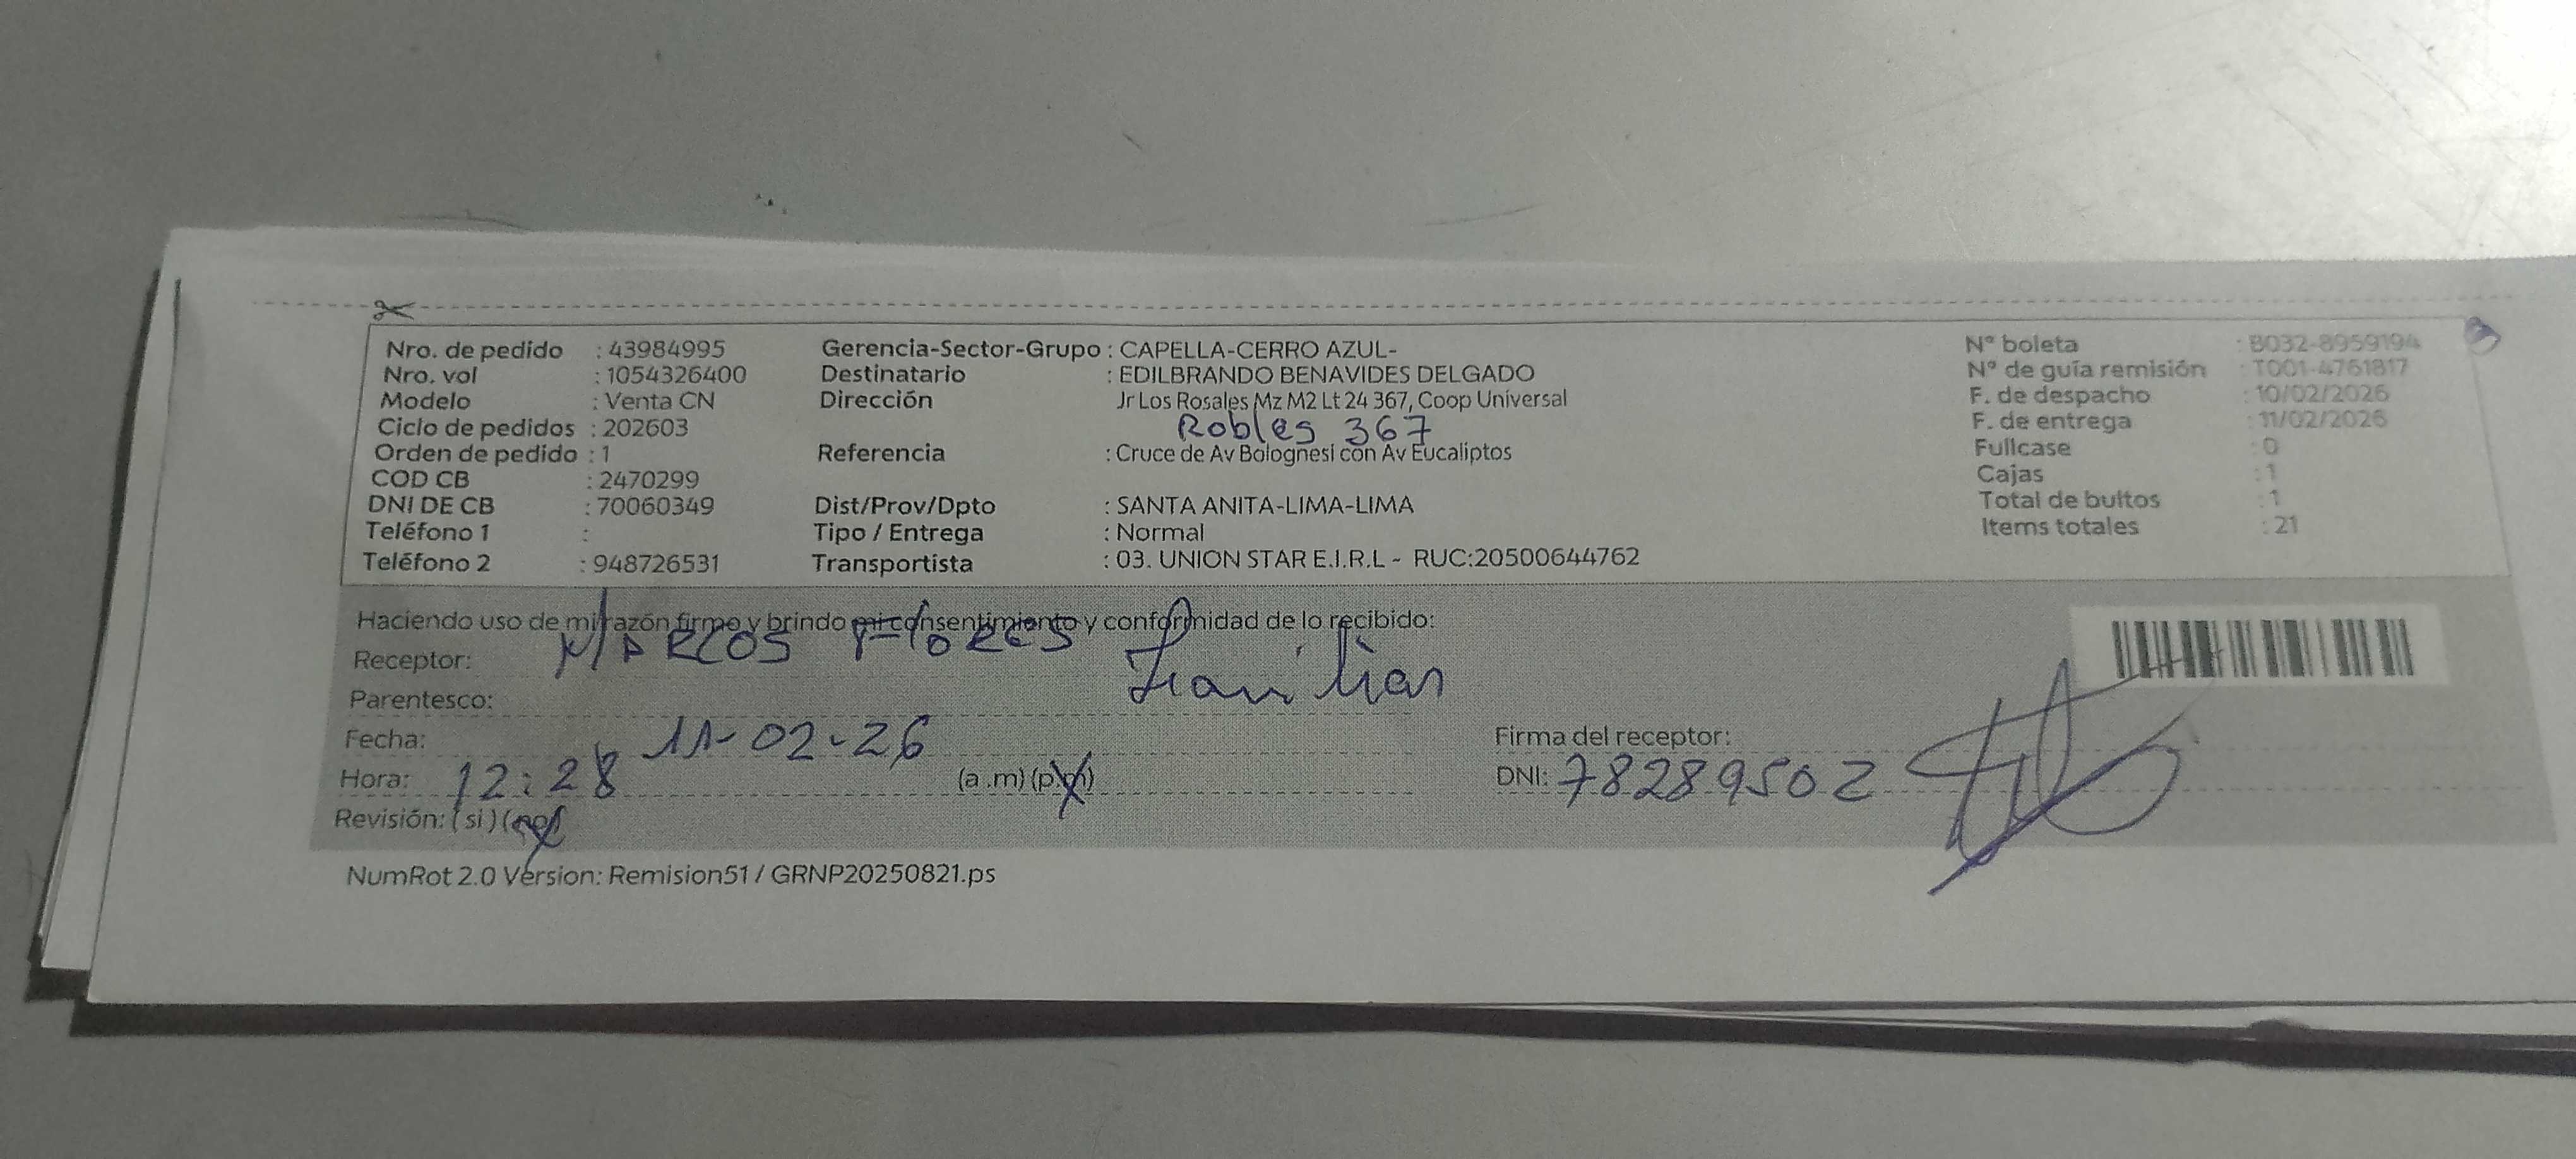 Nro. de pedido : 43984995 Gerencia-Sector-Grupo : CAPELLA-CERRO AZUL- N° boleta : B032-8959194
Nro. vol : 1054326400 Destinatario : EDILBRANDO BENAVIDES DELGADO N° de guía remisión : T001-4761817
Modelo : Venta CN Dirección Jr Los Rosales Mz M2 Lt 24 367, Coop Universal F. de despacho : 10/02/2026
Ciclo de pedidos : 202603 Robles 367 F. de entrega : 11/02/2026
Orden de pedido : 1 Referencia : Cruce de Av Bolognesi con Av Eucaliptos Fullcase : 0
COD CB : 2470299 Cajas : 1
DNI DE CB : 70060349 Dist/Prov/Dpto : SANTA ANITA-LIMA-LIMA Total de bultos : 1
Teléfono 1 : Tipo / Entrega : Normal Items totales : 21
Teléfono 2 : 948726531 Transportista : 03. UNION STAR E.I.R.L - RUC:20500644762
Haciendo uso de mi razón firmo y brindo mi consentimiento y conformidad de lo recibido:
Receptor: MARCOS FLORES
Parentesco: Familiar
Fecha: 11-02-26 Firma del receptor:
Hora: 12:28 (a.m) (p.m) DNI: 78289502
Revisión: (si) (no)
NumRot 2.0 Version: Remision51 / GRNP20250821.ps